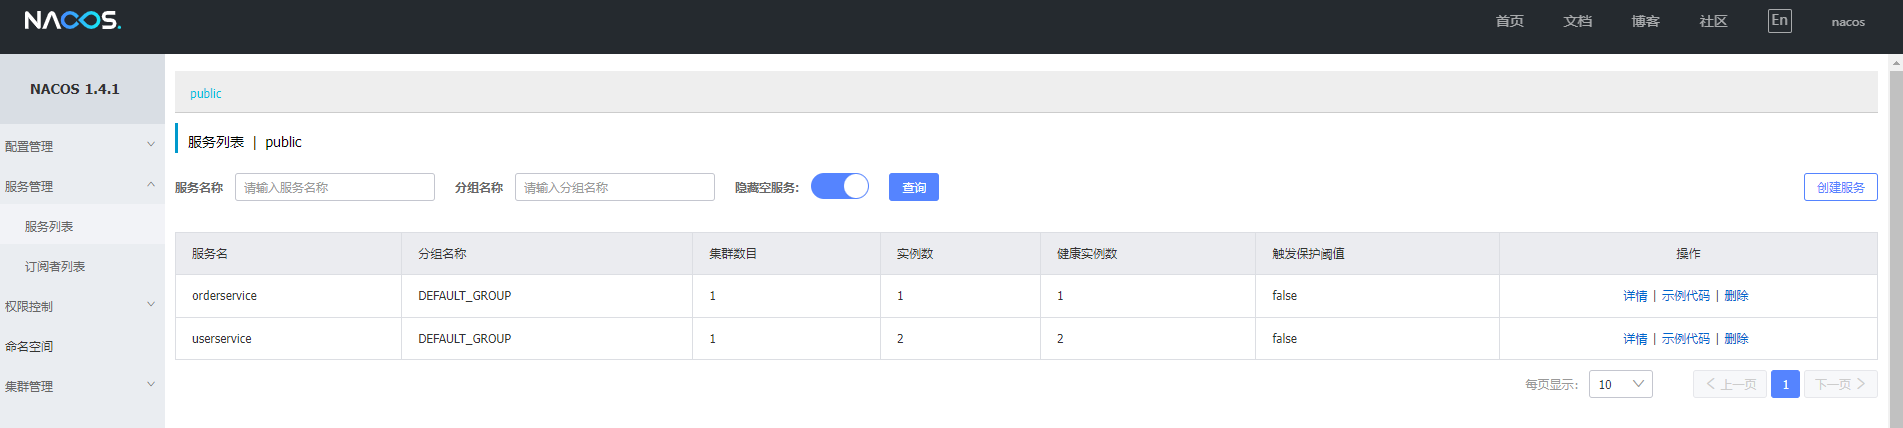 NACOS. 首页 文档 博客 社区 En nacos
NACOS 1.4.1
配置管理
服务管理
服务列表
订阅者列表
权限控制
命名空间
集群管理
public
服务列表 | public
服务名称 请输入服务名称 分组名称 请输入分组名称 隐藏空服务: 查询 创建服务
服务名 分组名称 集群数目 实例数 健康实例数 触发保护阈值 操作
orderservice DEFAULT_GROUP 1 1 1 false 详情 | 示例代码 | 删除
userservice DEFAULT_GROUP 1 2 2 false 详情 | 示例代码 | 删除
每页显示: 10 上一页 1 下一页